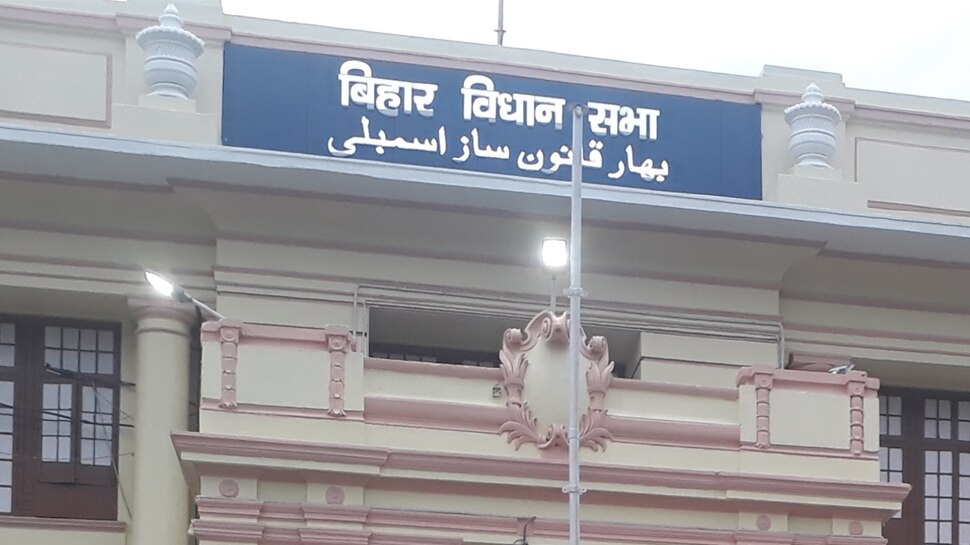 बिहार विधान सभा
بہار قانون ساز اسمبلی